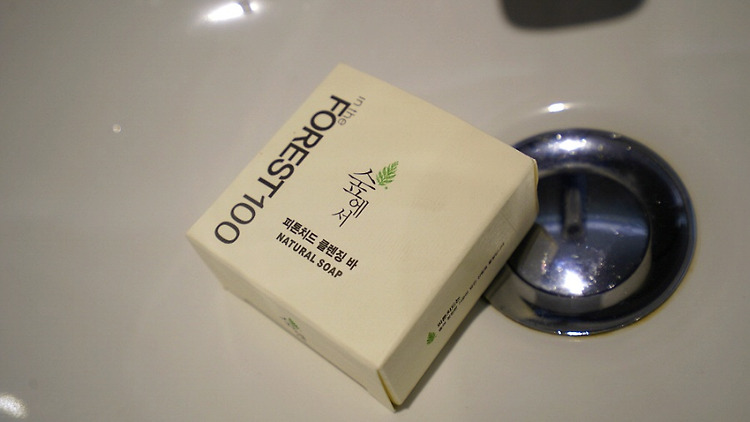 in the
FOREST100
숲에서
피톤치드 클렌징 바
NATURAL SOAP